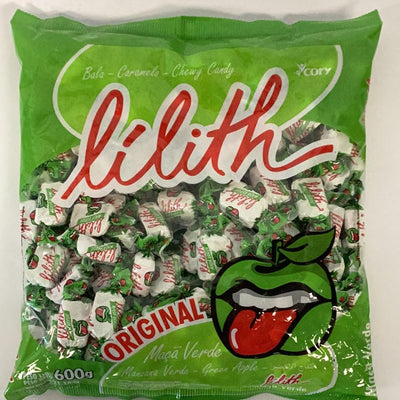 Bala - Caramelo - Chewy Candy
cory
lilith
ORIGINAL
Maçã Verde
Manzana Verde - Green Apple
600g
lilith